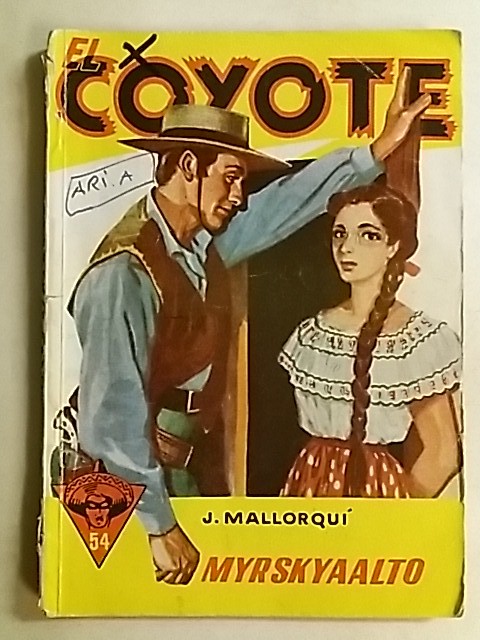 EL COYOTE
ARI.A
54
J. MALLORQUÍ
MYRSKYAALTO